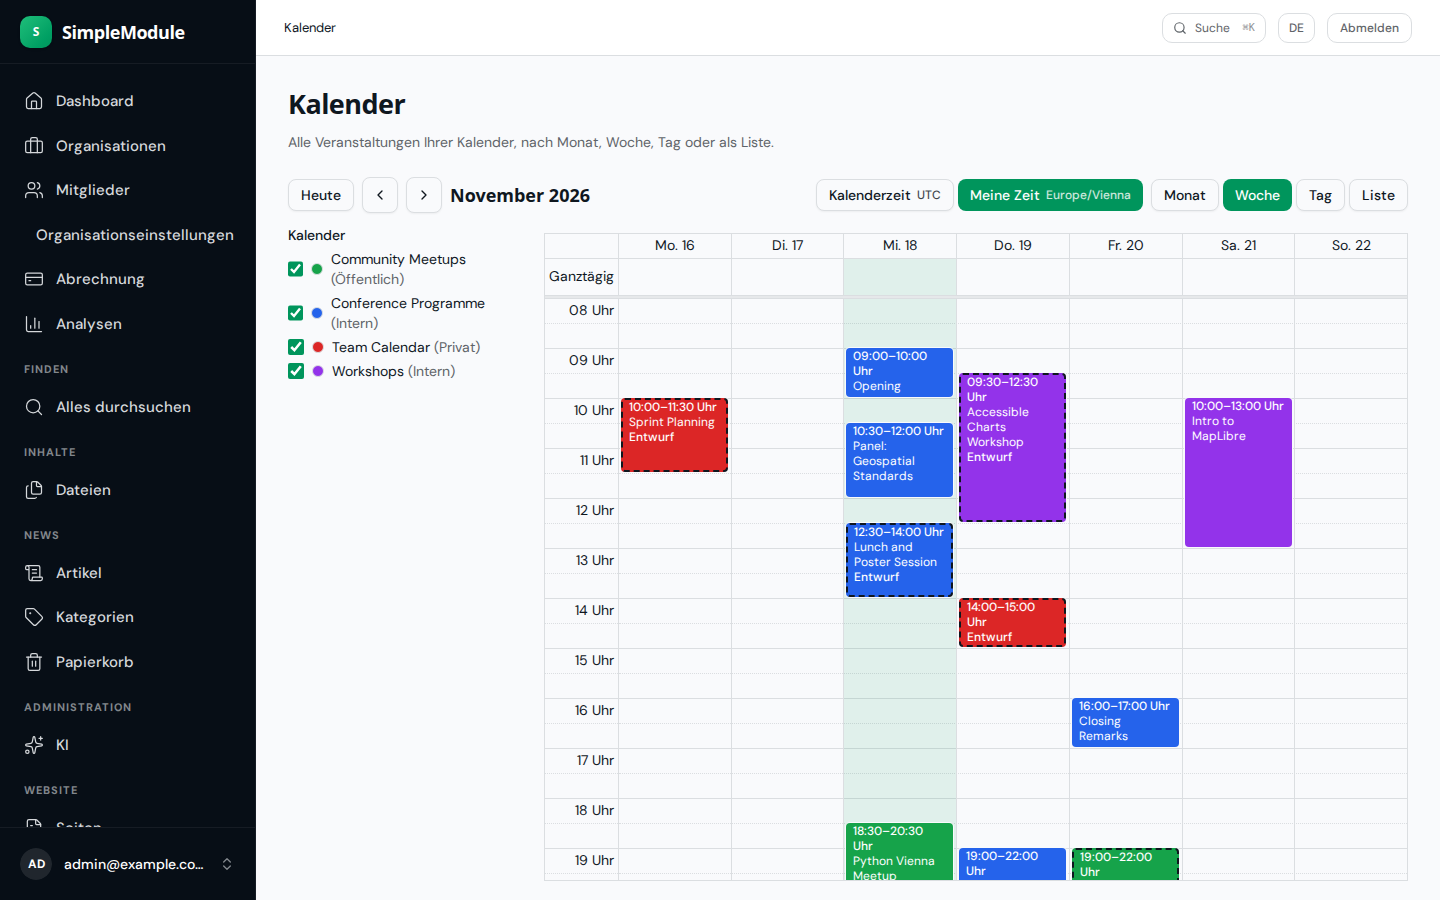 S
SimpleModule
Dashboard
Organisationen
Mitglieder
Organisationseinstellungen
Abrechnung
Analysen
FINDEN
Alles durchsuchen
INHALTE
Dateien
NEWS
Artikel
Kategorien
Papierkorb
ADMINISTRATION
KI
WEBSITE
Seiten
AD
admin@example.co...
Kalender
Suche ⌘K
DE
Abmelden
Kalender
Alle Veranstaltungen Ihrer Kalender, nach Monat, Woche, Tag oder als Liste.
Heute
November 2026
Kalenderzeit UTC
Meine Zeit Europe/Vienna
Monat
Woche
Tag
Liste
Kalender
Community Meetups
(Öffentlich)
Conference Programme
(Intern)
Team Calendar (Privat)
Workshops (Intern)
Mo. 16
Di. 17
Mi. 18
Do. 19
Fr. 20
Sa. 21
So. 22
Ganztägig
08 Uhr
09 Uhr
10 Uhr
11 Uhr
12 Uhr
13 Uhr
14 Uhr
15 Uhr
16 Uhr
17 Uhr
18 Uhr
19 Uhr
10:00–11:30 Uhr
Sprint Planning
Entwurf
09:00–10:00
Uhr
Opening
10:30–12:00 Uhr
Panel:
Geospatial
Standards
12:30–14:00 Uhr
Lunch and
Poster Session
Entwurf
18:30–20:30
Uhr
Python Vienna
Meetup
09:30–12:30
Uhr
Accessible
Charts
Workshop
Entwurf
14:00–15:00
Uhr
Entwurf
19:00–22:00
Uhr
16:00–17:00 Uhr
Closing
Remarks
19:00–22:00
Uhr
10:00–13:00 Uhr
Intro to
MapLibre